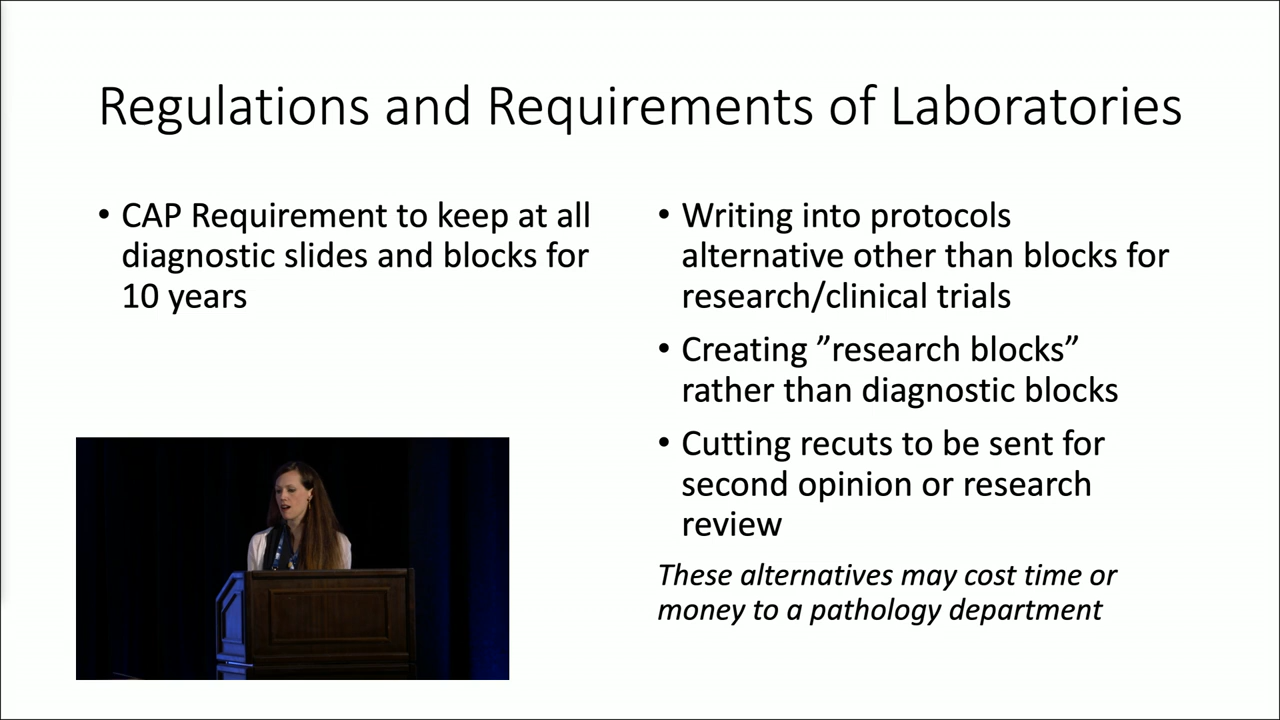 Regulations and Requirements of Laboratories
• CAP Requirement to keep at all
diagnostic slides and blocks for
10 years
• Writing into protocols
alternative other than blocks for
research/clinical trials
• Creating ”research blocks”
rather than diagnostic blocks
• Cutting recuts to be sent for
second opinion or research
review
These alternatives may cost time or
money to a pathology department